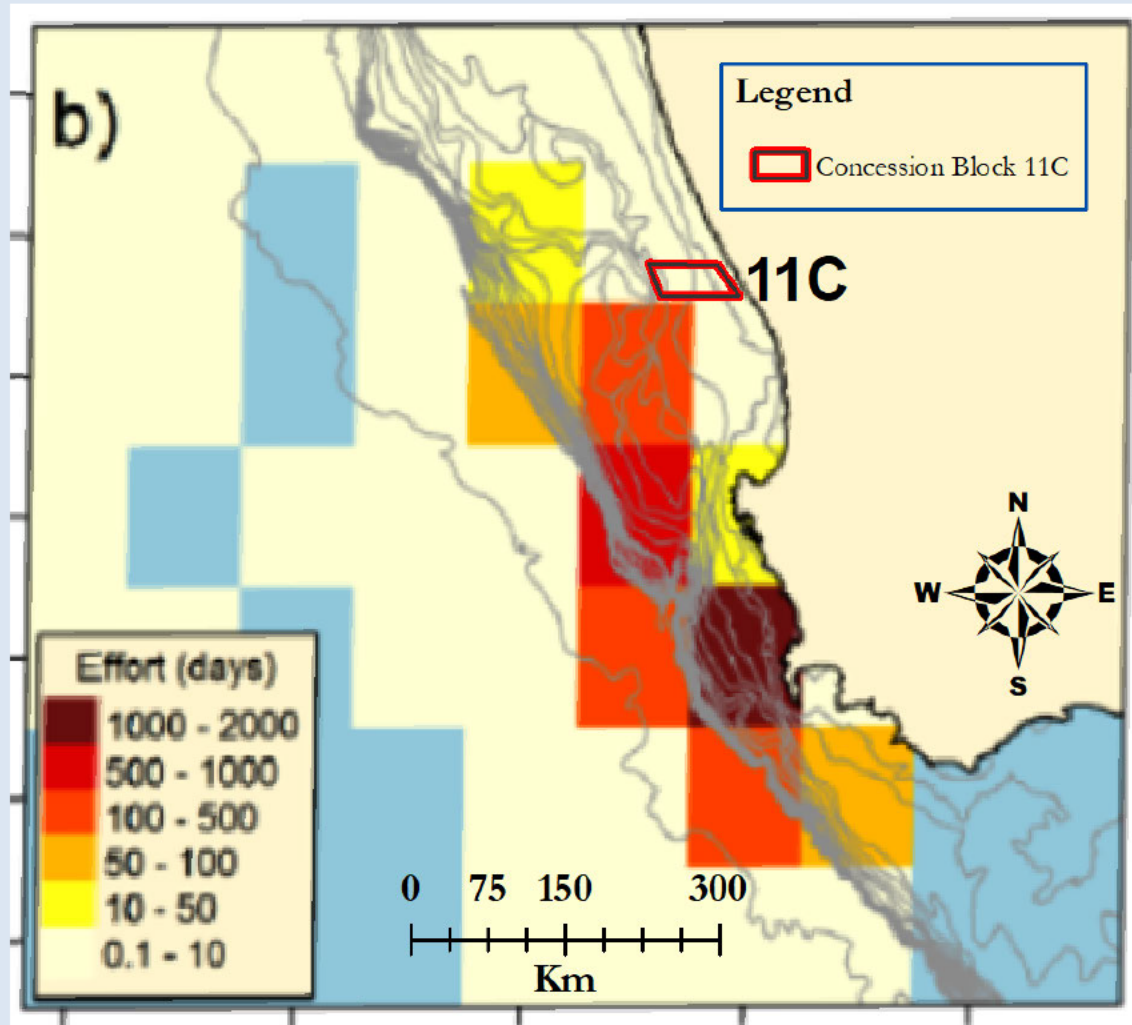 b)
Legend
Concession Block 11C
11C
N
W E
S
Effort (days)
1000 - 2000
500 - 1000
100 - 500
50 - 100
10 - 50
0.1 - 10
0 75 150 300
Km